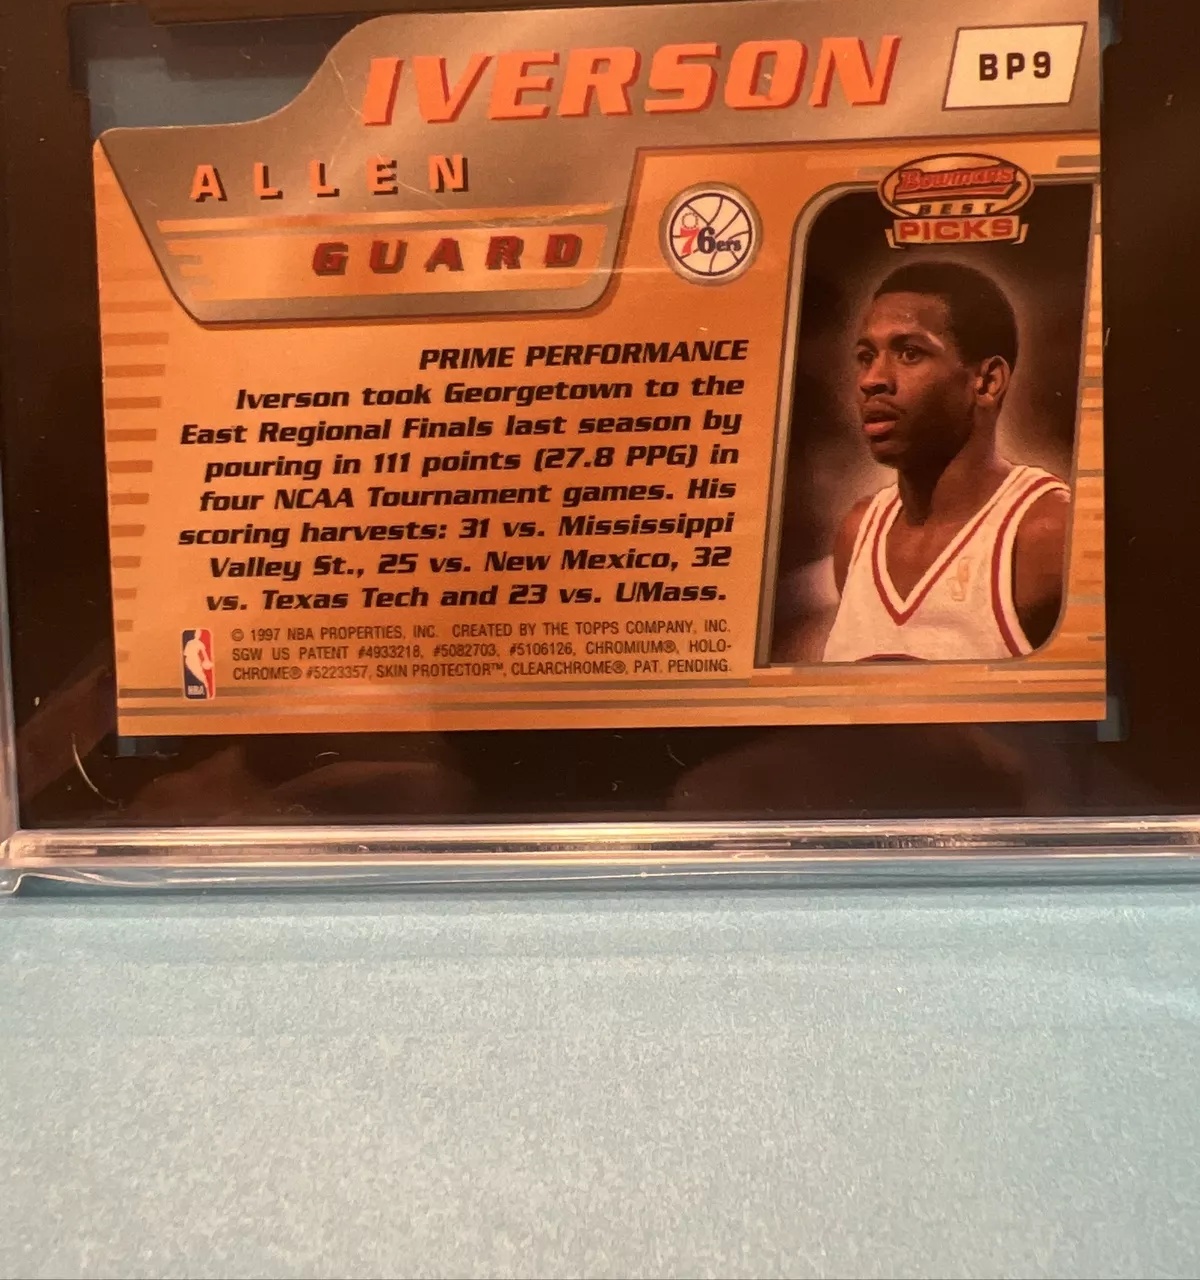 IVERSON
BP9
ALLEN
GUARD
76ers
Bowman's
BEST
PICKS
PRIME PERFORMANCE
Iverson took Georgetown to the
East Regional Finals last season by
pouring in 111 points (27.8 PPG) in
four NCAA Tournament games. His
scoring harvests: 31 vs. Mississippi
Valley St., 25 vs. New Mexico, 32
vs. Texas Tech and 23 vs. UMass.
© 1997 NBA PROPERTIES, INC. CREATED BY THE TOPPS COMPANY, INC.
SGW US PATENT #4933218, #5082703, #5106126, CHROMIUM®, HOLO-
CHROME® #5223357, SKIN PROTECTOR™, CLEARCHROME®, PAT. PENDING.
NBA